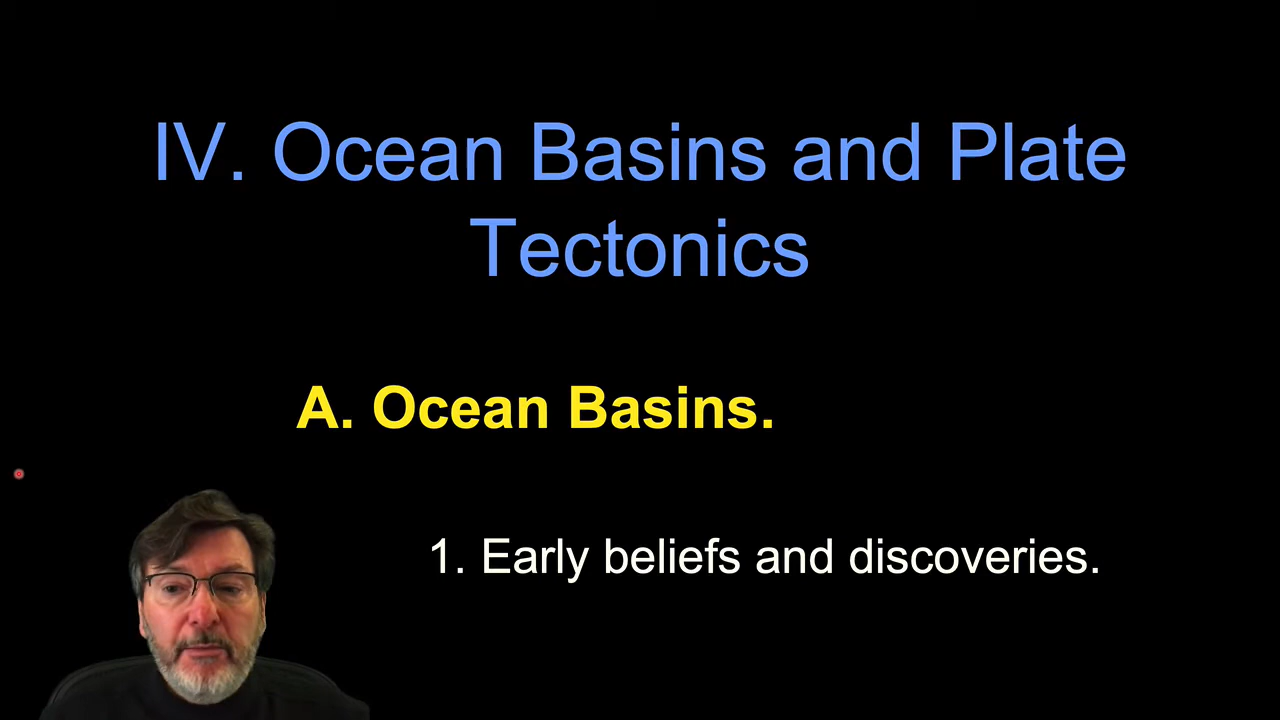 IV. Ocean Basins and Plate
Tectonics
A. Ocean Basins.
1. Early beliefs and discoveries.